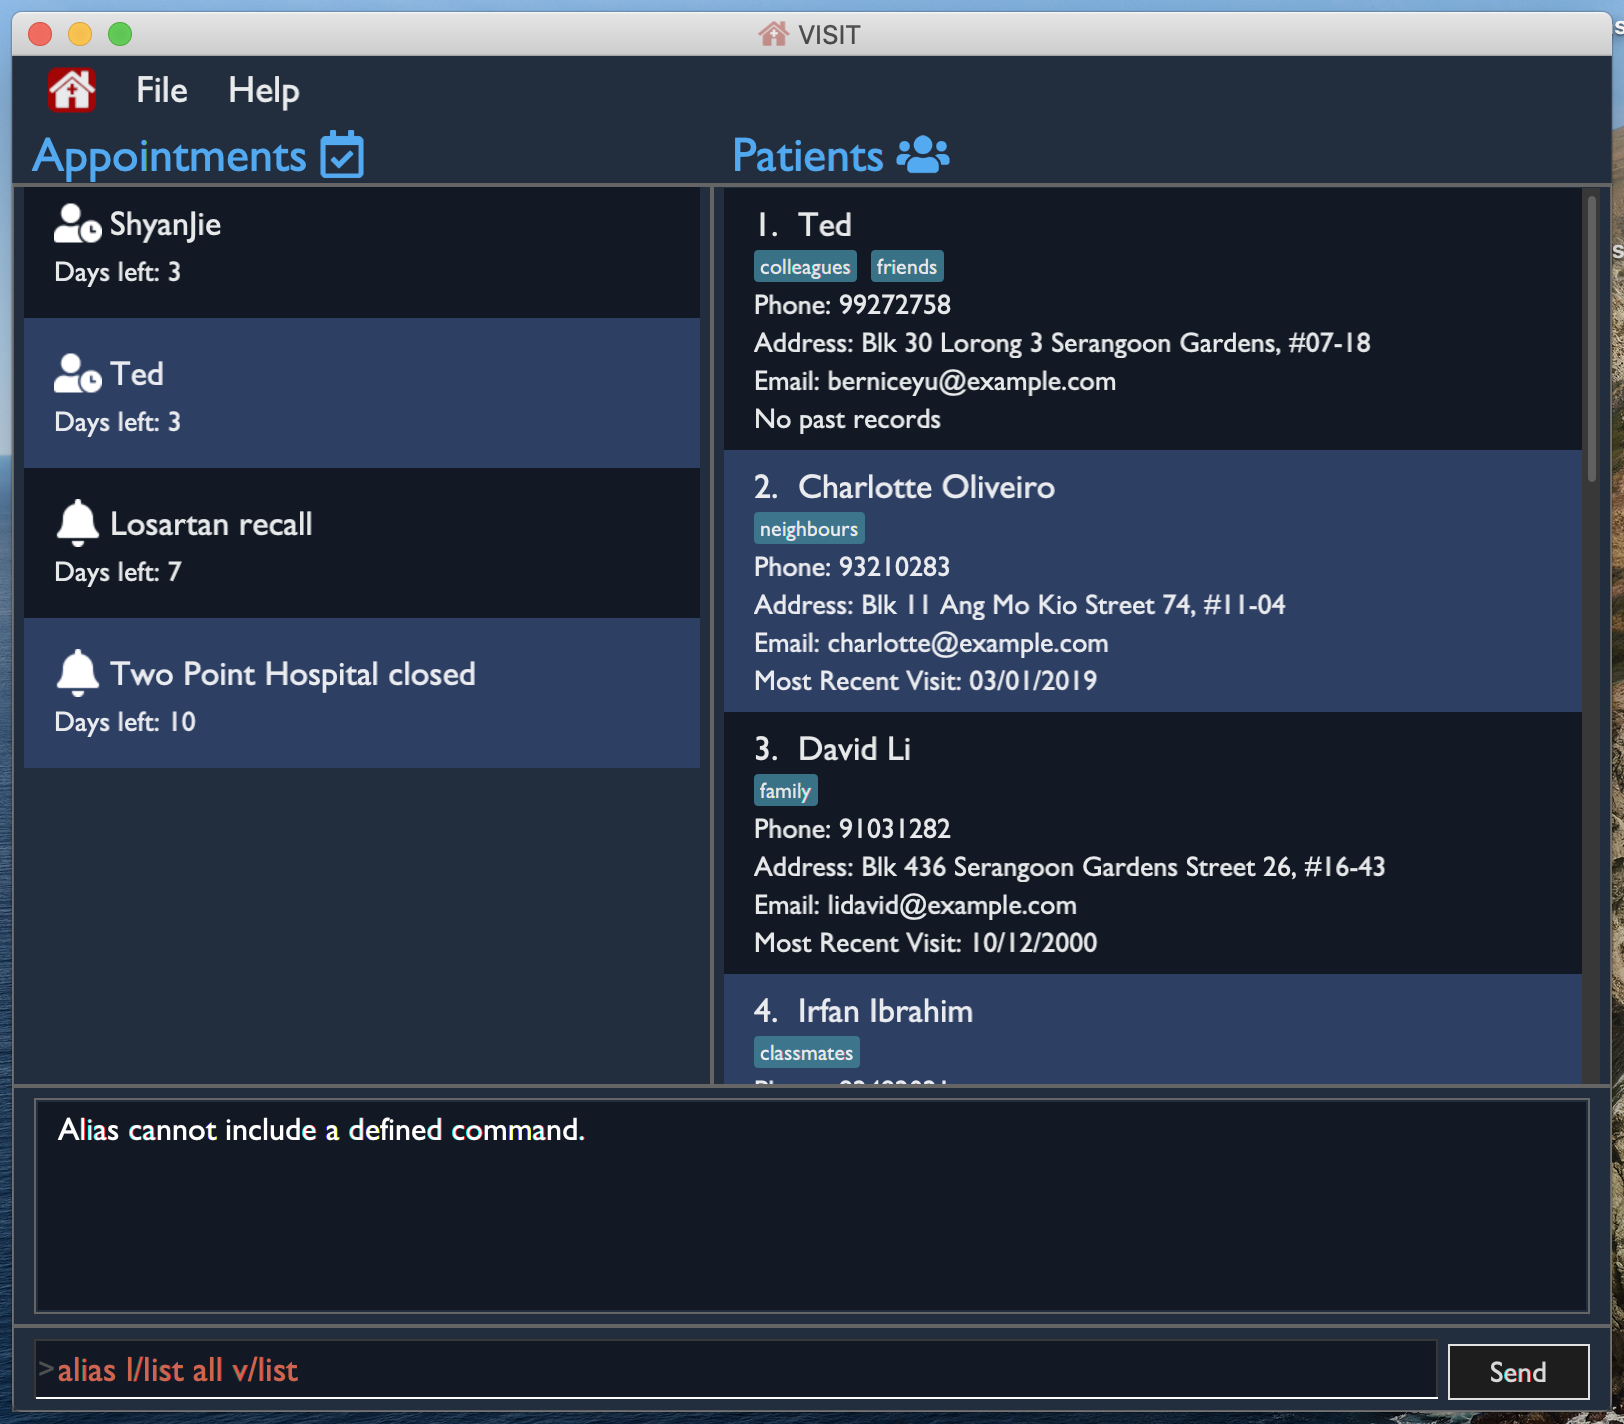 VISIT
File Help
Appointments
ShyanJie
Days left: 3
Ted
Days left: 3
Losartan recall
Days left: 7
Two Point Hospital closed
Days left: 10
Patients
1. Ted
colleagues friends
Phone: 99272758
Address: Blk 30 Lorong 3 Serangoon Gardens, #07-18
Email: berniceyu@example.com
No past records
2. Charlotte Oliveiro
neighbours
Phone: 93210283
Address: Blk 11 Ang Mo Kio Street 74, #11-04
Email: charlotte@example.com
Most Recent Visit: 03/01/2019
3. David Li
family
Phone: 91031282
Address: Blk 436 Serangoon Gardens Street 26, #16-43
Email: lidavid@example.com
Most Recent Visit: 10/12/2000
4. Irfan Ibrahim
classmates
Alias cannot include a defined command.
>alias l/list all v/list
Send